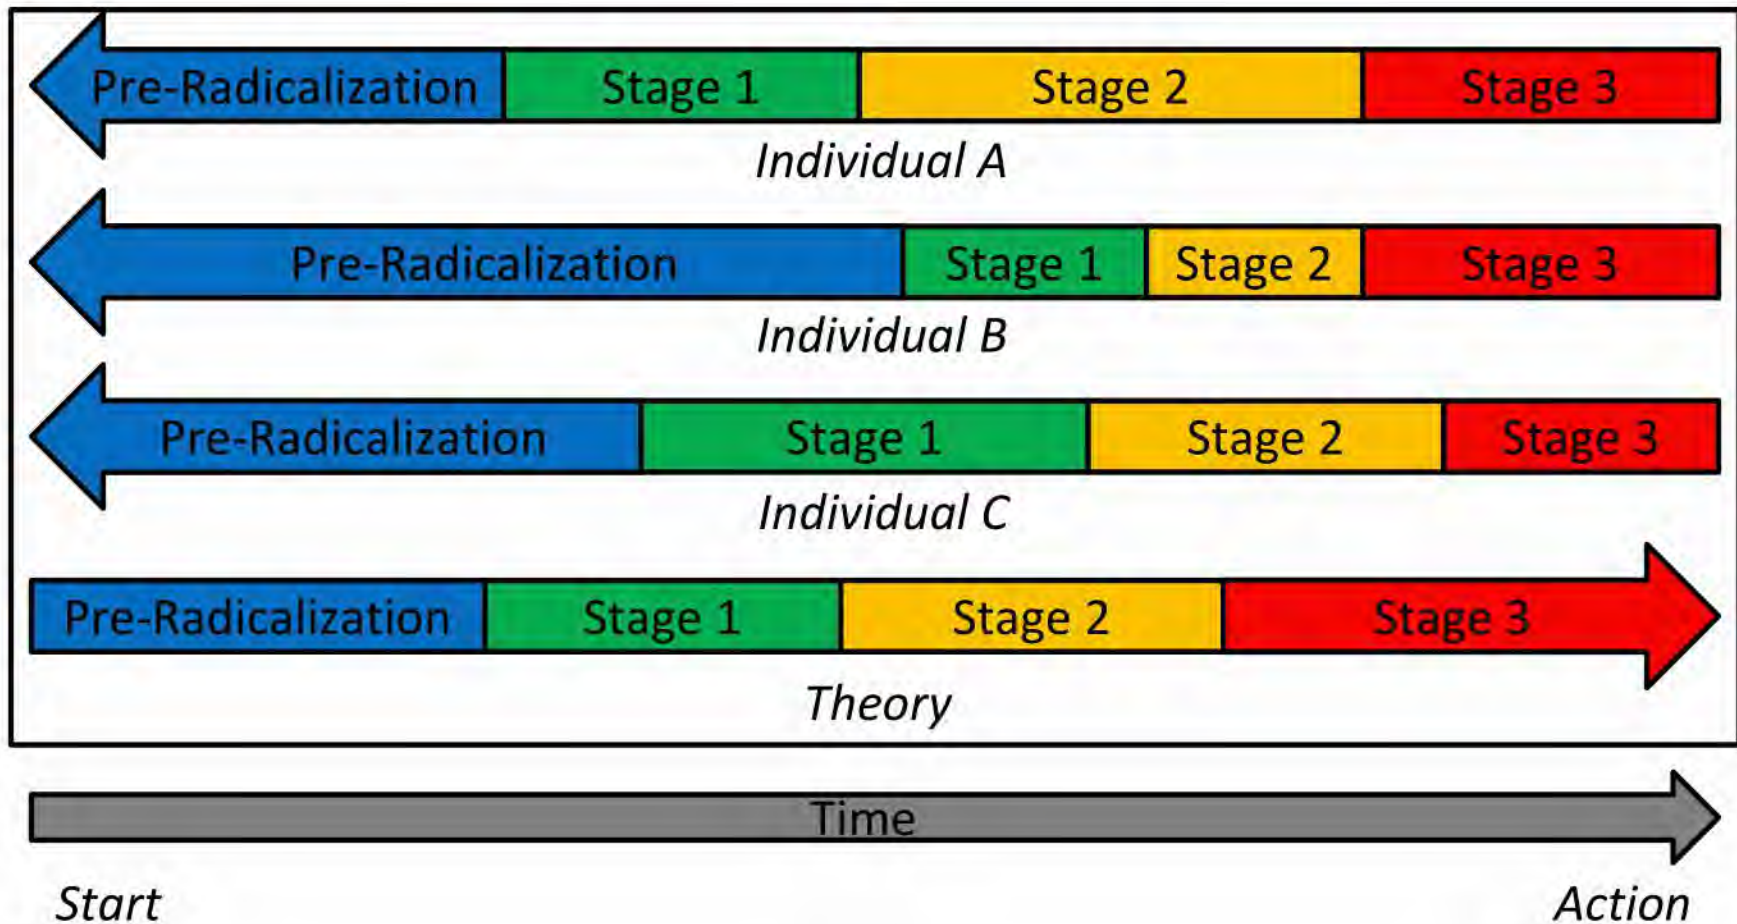 Pre-Radicalization Stage 1 Stage 2 Stage 3
Individual A
Pre-Radicalization Stage 1 Stage 2 Stage 3
Individual B
Pre-Radicalization Stage 1 Stage 2 Stage 3
Individual C
Pre-Radicalization Stage 1 Stage 2 Stage 3
Theory
Time
Start Action